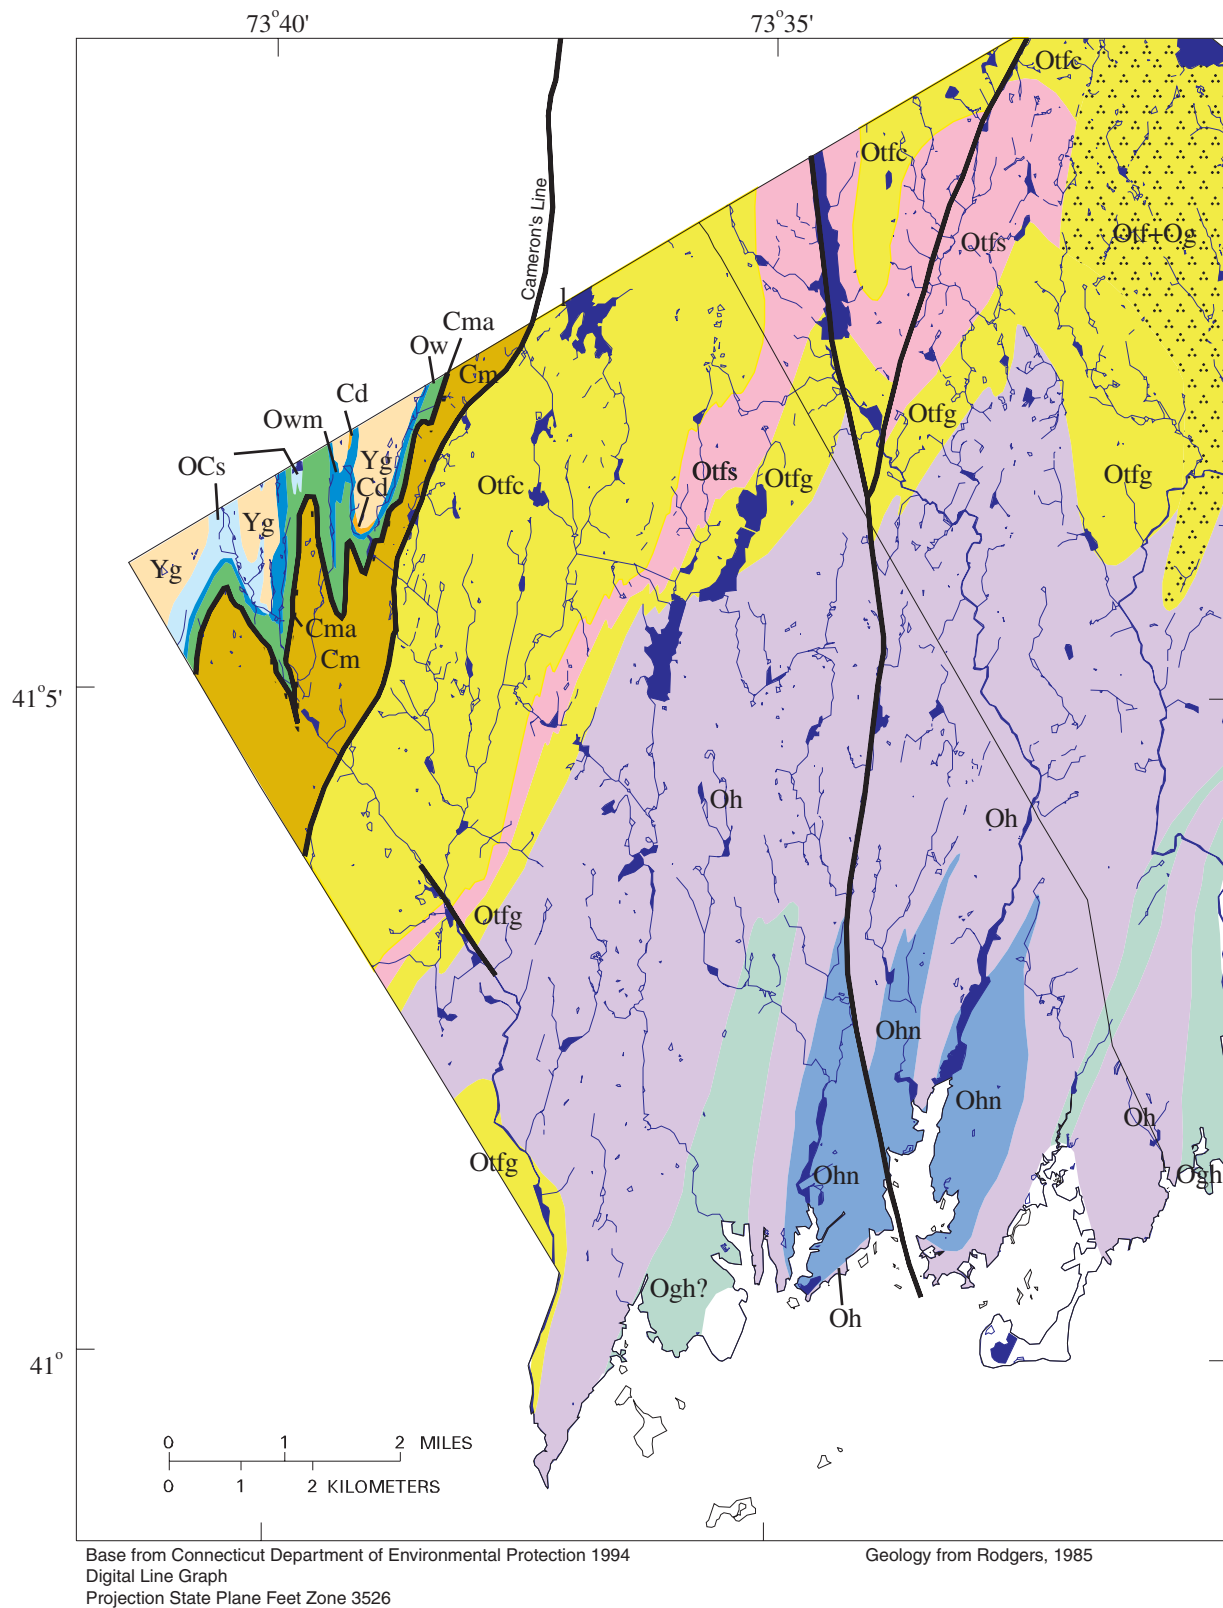 73°40'
73°35'
Otfc
Otfc
Otf+Og
Cameron's Line
Otfs
l
Cma
Ow
Cm
Cd
Owm
Otfg
OCs
Yg
Otfs
Otfg
Otfg
Cd
Otfc
Yg
Yg
Cma
Cm
41°5'
Oh
Oh
Otfg
Ohn
Ohn
Oh
Otfg
Ohn
Ogh
Ogh?
Oh
41°
0 1 2 MILES
0 1 2 KILOMETERS
Base from Connecticut Department of Environmental Protection 1994
Geology from Rodgers, 1985
Digital Line Graph
Projection State Plane Feet Zone 3526